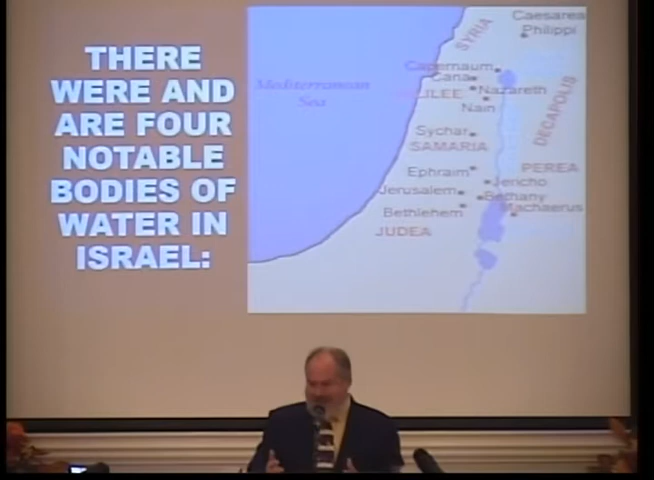 THERE
WERE AND
ARE FOUR
NOTABLE
BODIES OF
WATER IN
ISRAEL:
Mediterranean
Sea
SYRIA
Caesarea
Philippi
Capernaum
Cana
Nazareth
Nain
DECAPOLIS
Sychar
SAMARIA
Ephraim
PEREA
Jericho
Jerusalem
Bethany
Machaerus
Bethlehem
JUDEA